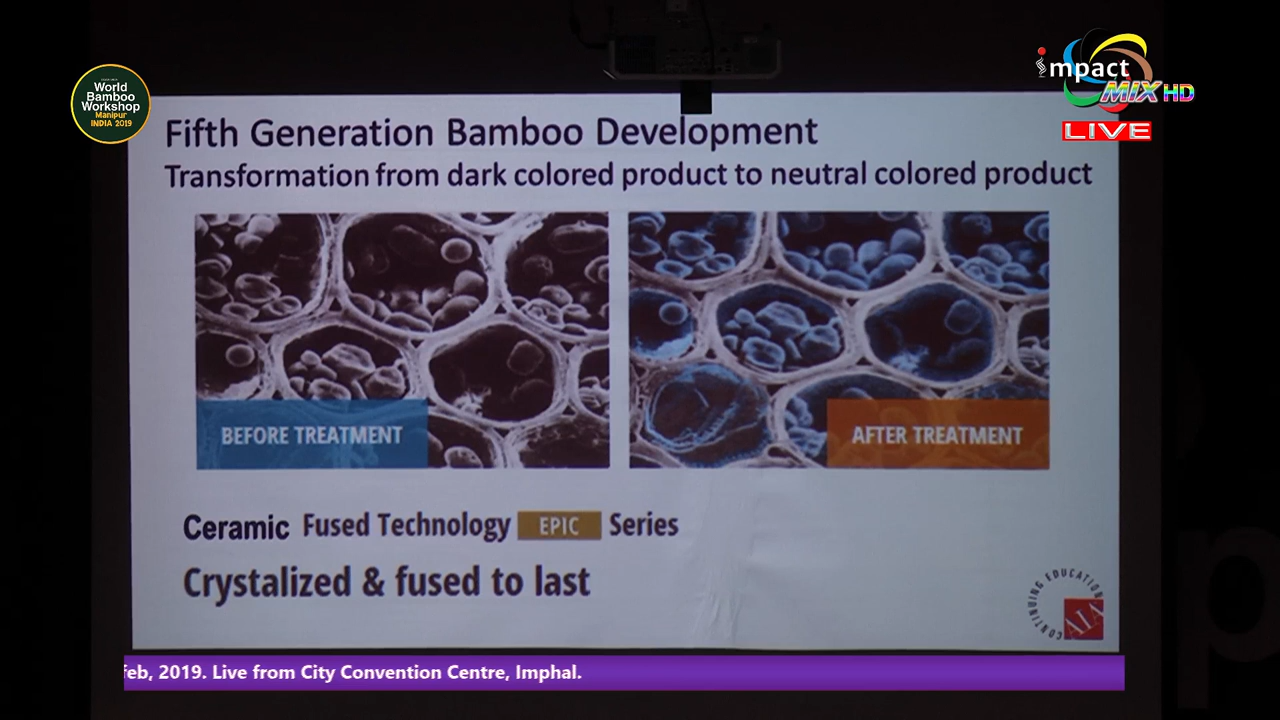 World
Bamboo
Workshop
Manipur
INDIA 2019
impact
MIX HD
LIVE
Fifth Generation Bamboo Development
Transformation from dark colored product to neutral colored product
BEFORE TREATMENT
AFTER TREATMENT
Ceramic Fused Technology EPIC Series
Crystalized & fused to last
CONTINUING EDUCATION
AIA
feb, 2019. Live from City Convention Centre, Imphal.